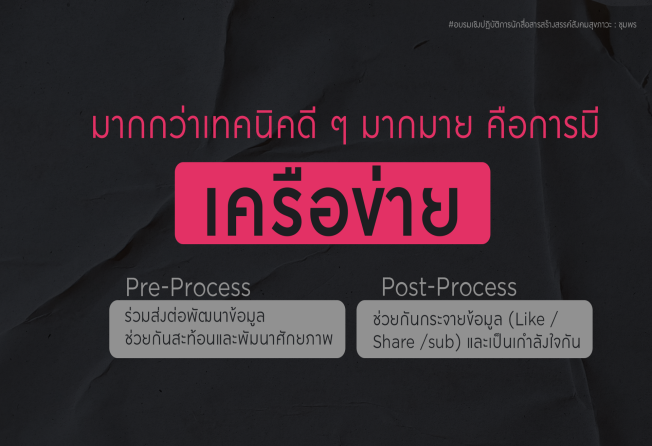 #อบรมเชิงปฏิบัติการนักสื่อสารสร้างสรรค์สังคมสุขภาวะ : ชุมพร
มากกว่าเทคนิคดี ๆ มากมาย คือการมี
เครือข่าย
Pre-Process
ร่วมส่งต่อพัฒนาข้อมูล
ช่วยกันสะท้อนและพัมนาศักยภาพ
Post-Process
ช่วยกันกระจายข้อมูล (Like /
Share /sub) และเป็นเกำลังใจกัน